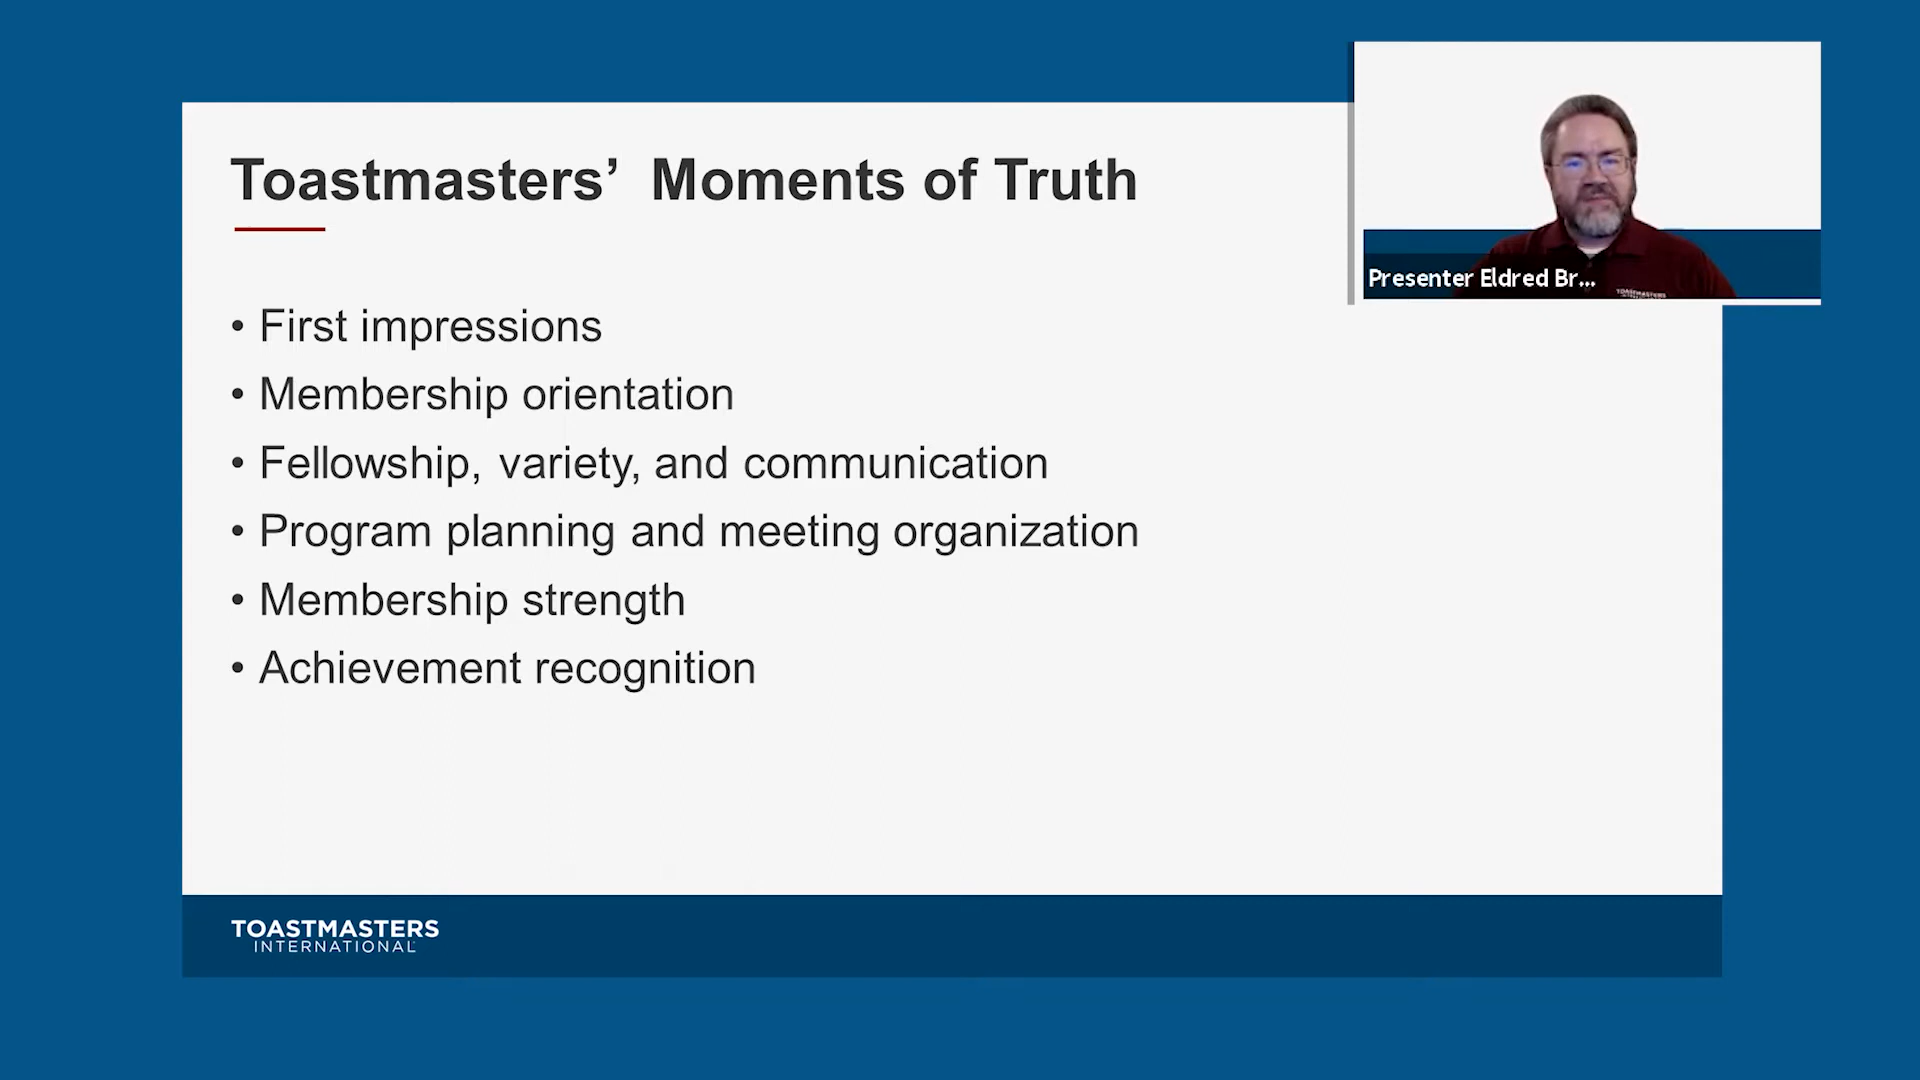 Toastmasters’ Moments of Truth
• First impressions
• Membership orientation
• Fellowship, variety, and communication
• Program planning and meeting organization
• Membership strength
• Achievement recognition
Presenter Eldred Br...
TOASTMASTERS
TOASTMASTERS
INTERNATIONAL